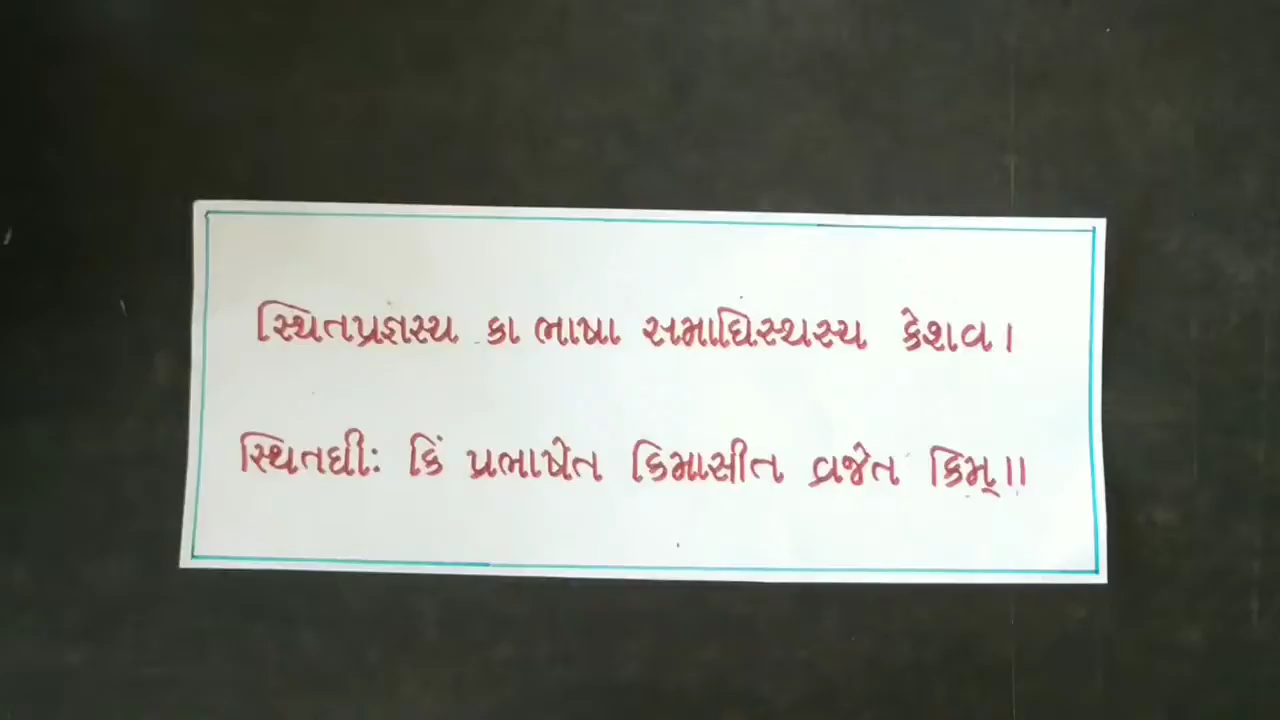 સ્થિતપ્રજ્ઞસ્ય કા ભાષા સમાધિસ્થસ્ય કેશવ।
સ્થિતધીઃ કિં પ્રભાષેત કિમાસીત વ્રજેત કિમ્॥